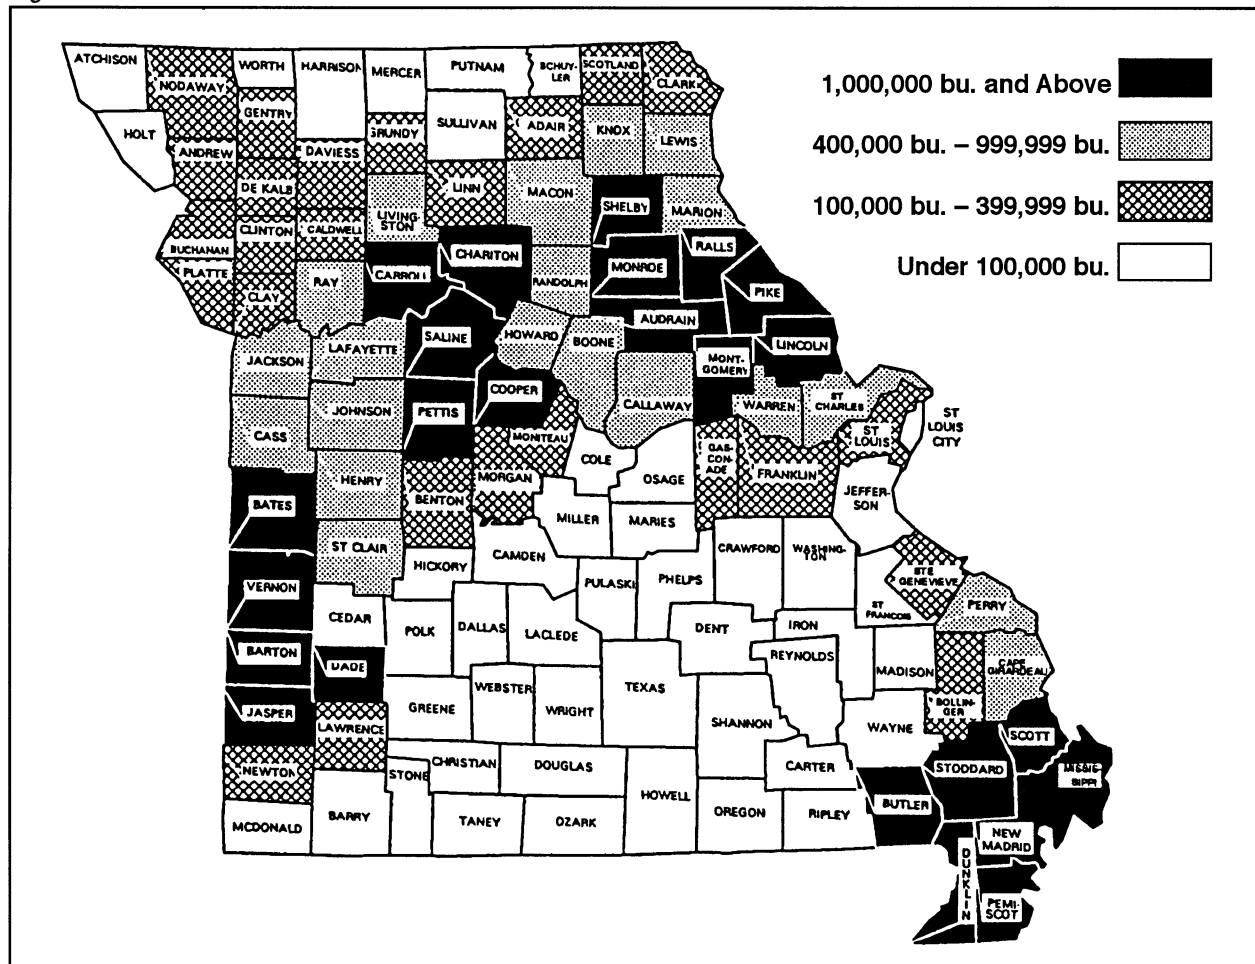 ATCHISON
NODAWAY
WORTH
HARRISON
MERCER
PUTNAM
SCHUY-
LER
SCOTLAND
CLARK
1,000,000 bu. and Above
400,000 bu. – 999,999 bu.
100,000 bu. – 399,999 bu.
Under 100,000 bu.
HOLT
GENTRY
GRUNDY
SULLIVAN
ADAIR
KNOX
LEWIS
ANDREW
DAVIESS
DE KALB
LINN
MACON
SHELBY
MARION
LIVING
STON
BUCHANAN
CLINTON
CALDWELL
CHARITON
RALLS
PLATTE
CLAY
RAY
CARROLL
RANDOLPH
MONROE
PIKE
AUDRAIN
SALINE
HOWARD
BOONE
LINCOLN
JACKSON
LAFAYETTE
MONT-
GOMERY
COOPER
CALLAWAY
WARREN
ST
CHARLES
CASS
JOHNSON
PETTIS
MONITEAU
ST
LOUIS
ST
LOUIS
CITY
COLE
OSAGE
GAS-
CON-
ADE
FRANKLIN
HENRY
BENTON
MORGAN
JEFFER-
SON
BATES
MILLER
MARIES
ST CLAIR
HICKORY
CAMDEN
CRAWFORD
WASHING-
TON
PULASKI
PHELPS
STE
GENEVIEVE
VERNON
CEDAR
POLK
DALLAS
LACLEDE
DENT
IRON
ST
FRANCOIS
PERRY
BARTON
DADE
REYNOLDS
MADISON
CAPE
GIRARDEAU
JASPER
LAWRENCE
GREENE
WEBSTER
WRIGHT
TEXAS
SHANNON
WAYNE
BOLLIN-
GER
SCOTT
NEWTON
STONE
CHRISTIAN
DOUGLAS
CARTER
STODDARD
MISSIS-
SIPPI
HOWELL
BUTLER
MCDONALD
BARRY
TANEY
OZARK
OREGON
RIPLEY
NEW
MADRID
DUNKLIN
PEMI-
SCOT